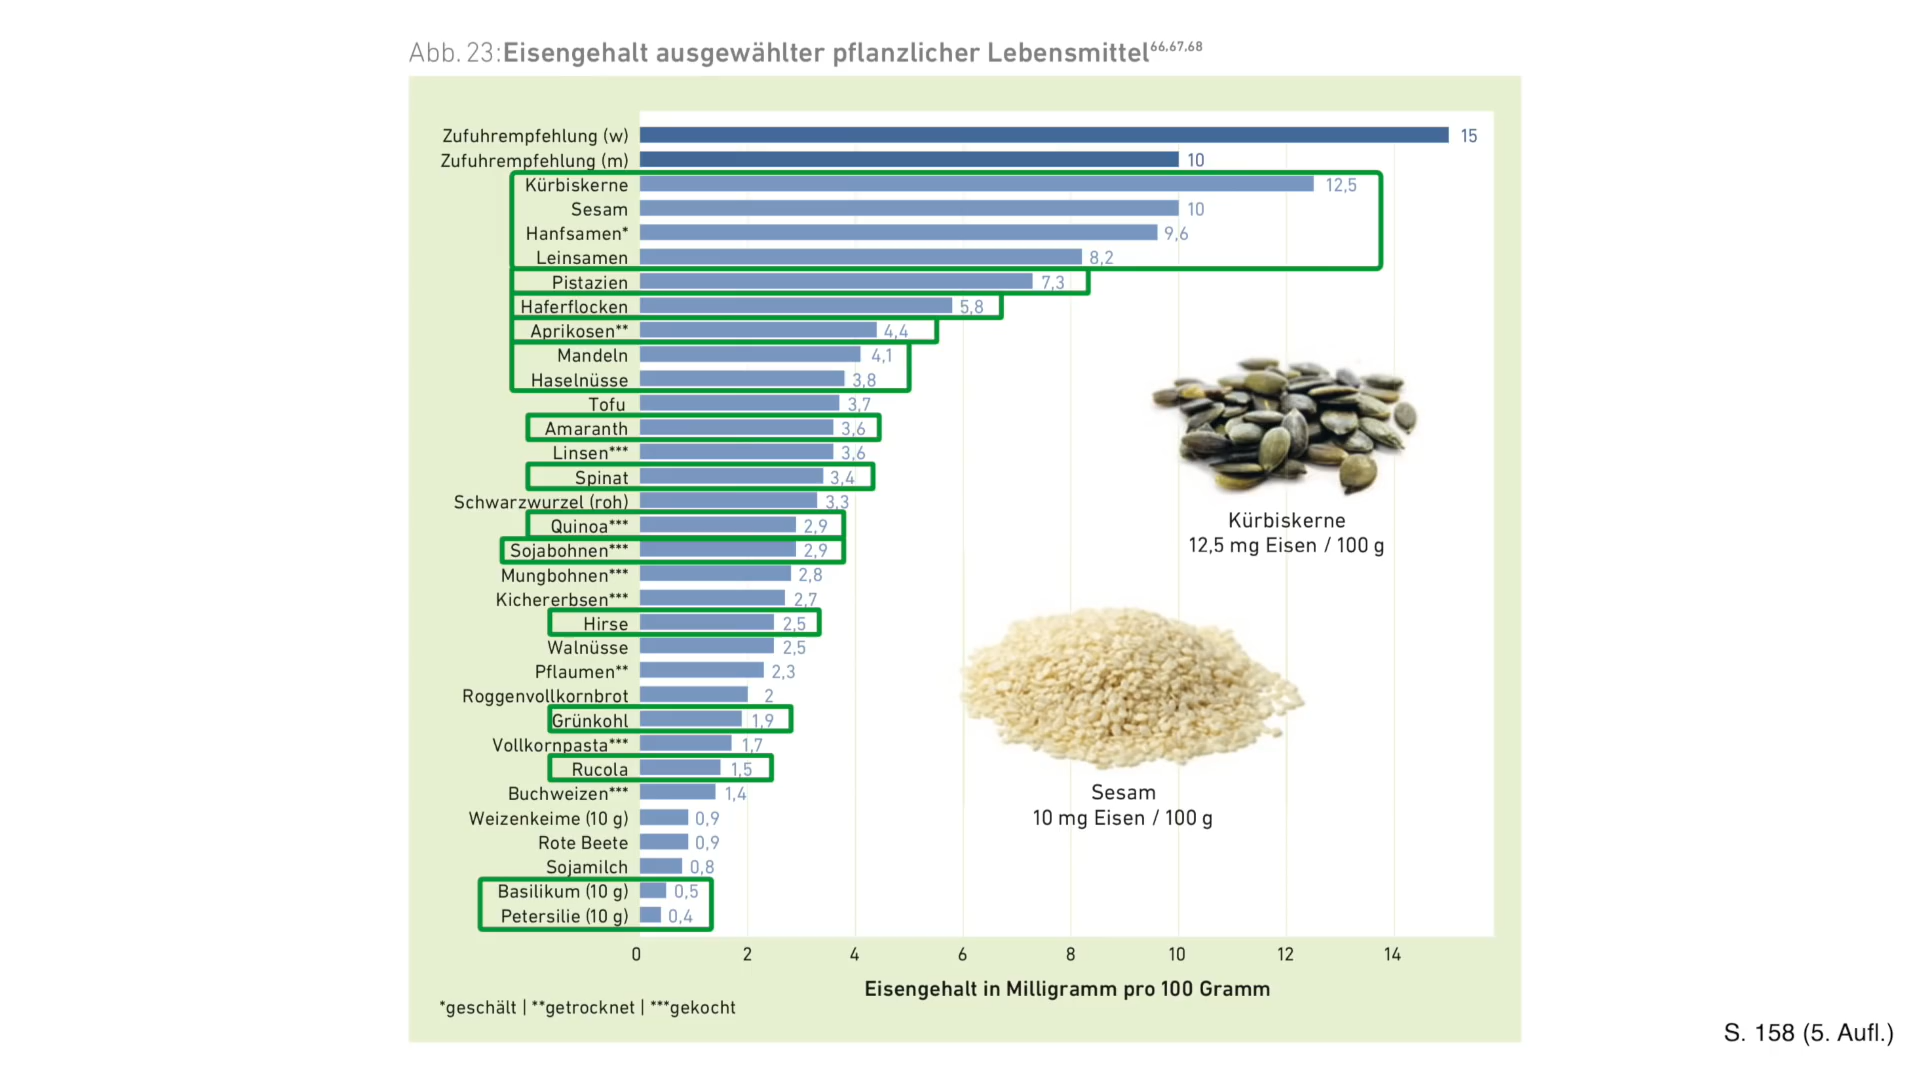 Abb. 23: Eisengehalt ausgewählter pflanzlicher Lebensmittel66,67,68
Zufuhrempfehlung (w) 15
Zufuhrempfehlung (m) 10
Kürbiskerne 12,5
Sesam 10
Hanfsamen* 9,6
Leinsamen 8,2
Pistazien 7,3
Haferflocken 5,8
Aprikosen** 4,4
Mandeln 4,1
Haselnüsse 3,8
Tofu 3,7
Amaranth 3,6
Linsen*** 3,6
Spinat 3,4
Schwarzwurzel (roh) 3,3
Quinoa*** 2,9
Sojabohnen*** 2,9
Mungbohnen*** 2,8
Kichererbsen*** 2,7
Hirse 2,5
Walnüsse 2,5
Pflaumen** 2,3
Roggenvollkornbrot 2
Grünkohl 1,9
Vollkornpasta*** 1,7
Rucola 1,5
Buchweizen*** 1,4
Weizenkeime (10 g) 0,9
Rote Beete 0,9
Sojamilch 0,8
Basilikum (10 g) 0,5
Petersilie (10 g) 0,4
Kürbiskerne
12,5 mg Eisen / 100 g
Sesam
10 mg Eisen / 100 g
0 2 4 6 8 10 12 14
Eisengehalt in Milligramm pro 100 Gramm
*geschält | **getrocknet | ***gekocht
S. 158 (5. Aufl.)